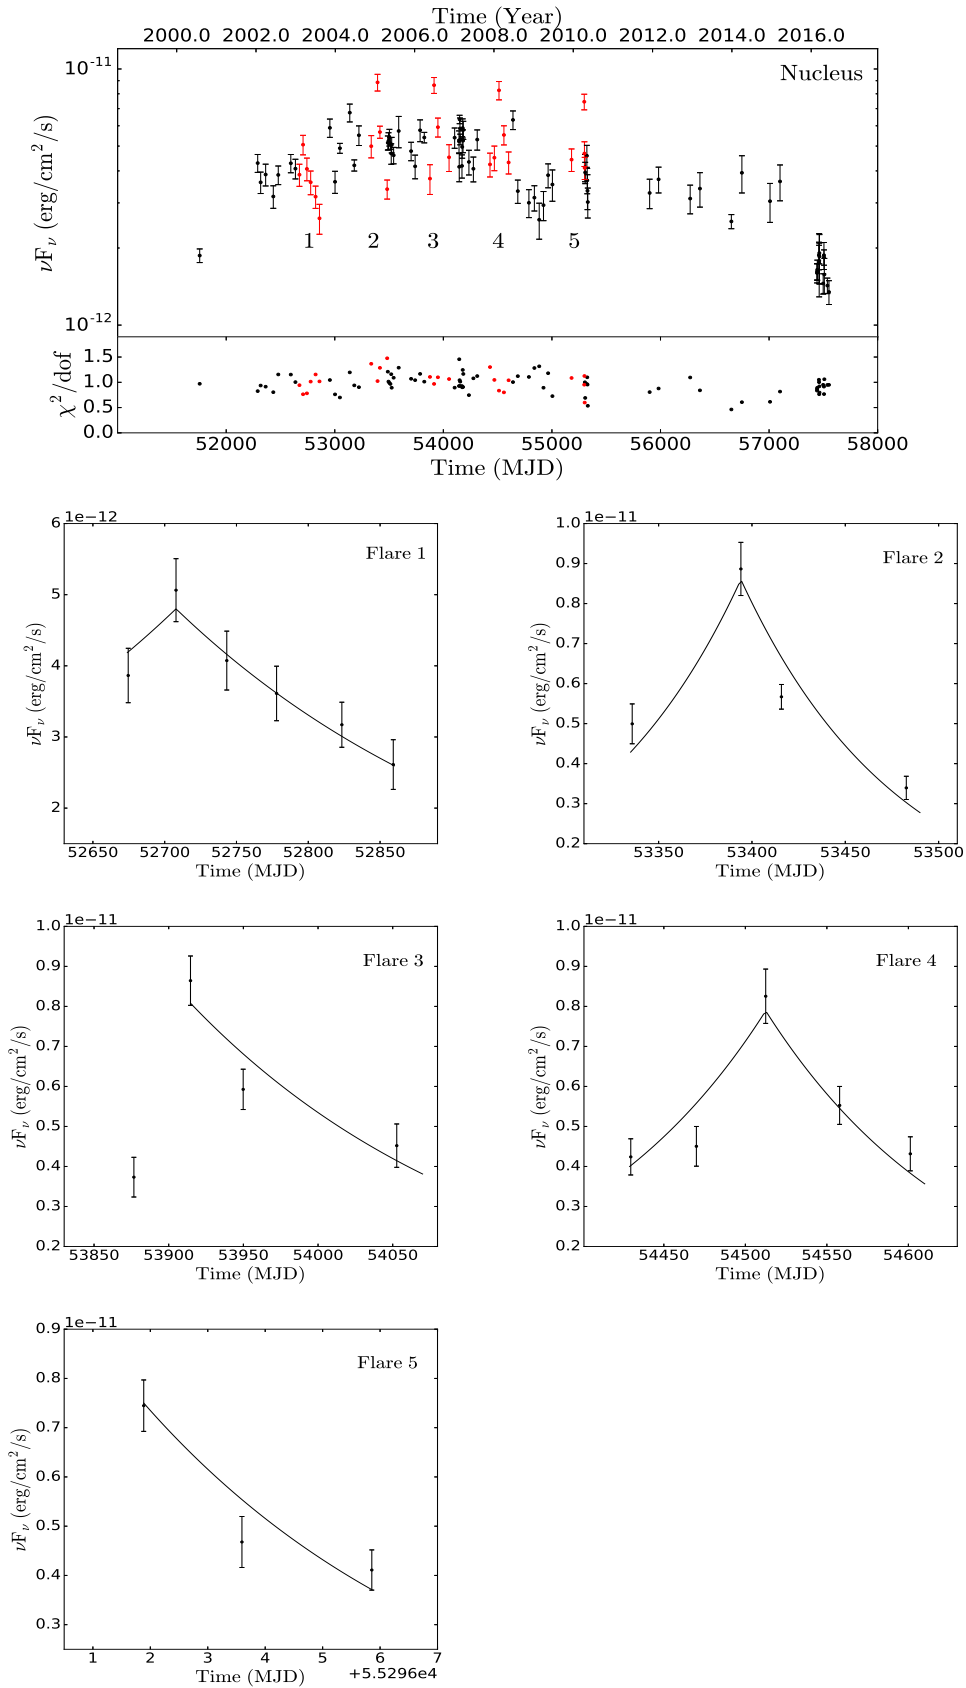 Time (Year)
2000.0 2002.0 2004.0 2006.0 2008.0 2010.0 2012.0 2014.0 2016.0
10⁻¹¹
Nucleus
νFν (erg/cm²/s)
1 2 3 4 5
10⁻¹²
χ²/dof
1.5
1.0
0.5
0.0
52000 53000 54000 55000 56000 57000 58000
Time (MJD)
1e−12
Flare 1
νFν (erg/cm²/s)
6
5
4
3
2
52650 52700 52750 52800 52850
Time (MJD)
1e−11
Flare 2
νFν (erg/cm²/s)
1.0
0.9
0.8
0.7
0.6
0.5
0.4
0.3
0.2
53350 53400 53450 53500
Time (MJD)
1e−11
Flare 3
νFν (erg/cm²/s)
1.0
0.9
0.8
0.7
0.6
0.5
0.4
0.3
0.2
53850 53900 53950 54000 54050
Time (MJD)
1e−11
Flare 4
νFν (erg/cm²/s)
1.0
0.9
0.8
0.7
0.6
0.5
0.4
0.3
0.2
54450 54500 54550 54600
Time (MJD)
1e−11
Flare 5
νFν (erg/cm²/s)
0.9
0.8
0.7
0.6
0.5
0.4
0.3
1 2 3 4 5 6 7
Time (MJD)
+5.5296e4